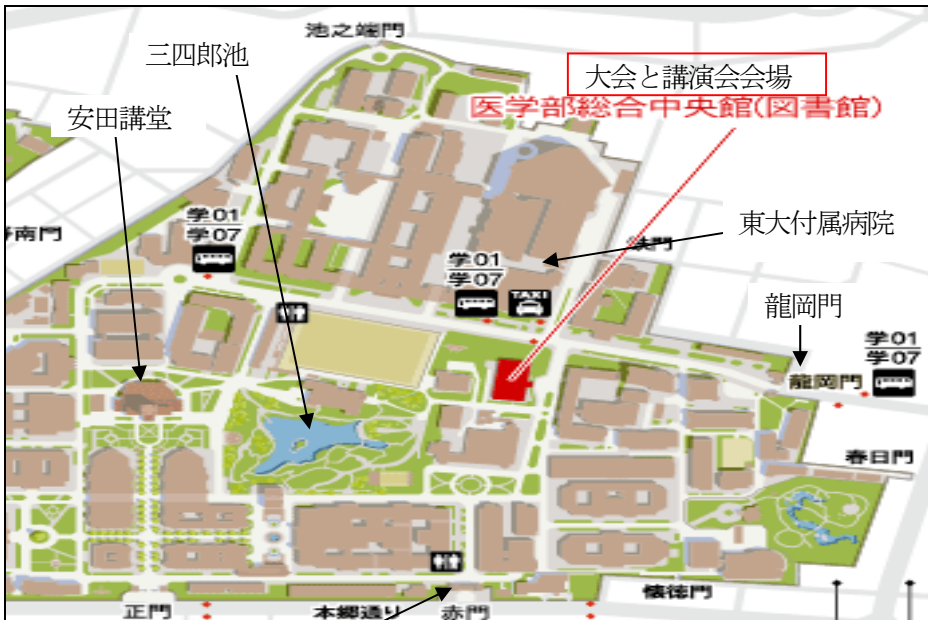 池之端門
三四郎池
大会と講演会会場
医学部総合中央館(図書館)
安田講堂
東大付属病院
学01
学07
学01
学07
TAXI
南門
鉄門
龍岡門
学01
学07
龍岡門
春日門
懐徳門
正門
本郷通り
赤門